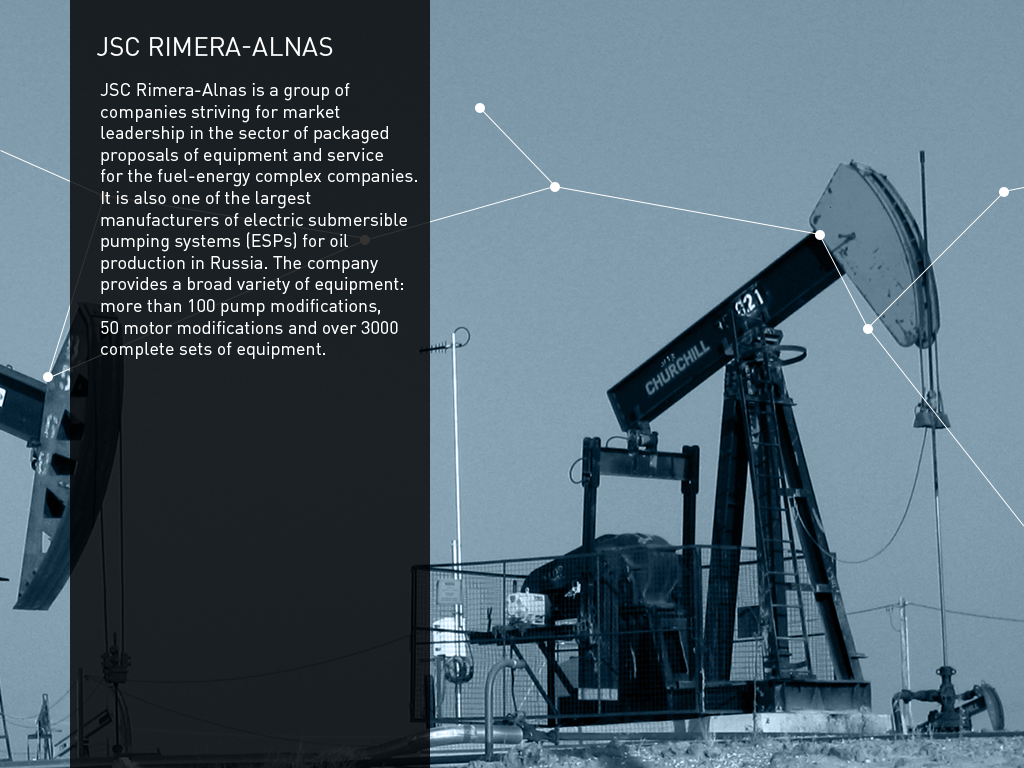 JSC RIMERA-ALNAS
JSC Rimera-Alnas is a group of
companies striving for market
leadership in the sector of packaged
proposals of equipment and service
for the fuel-energy complex companies.
It is also one of the largest
manufacturers of electric submersible
pumping systems (ESPs) for oil
production in Russia. The company
provides a broad variety of equipment:
more than 100 pump modifications,
50 motor modifications and over 3000
complete sets of equipment.
621
CHURCHILL